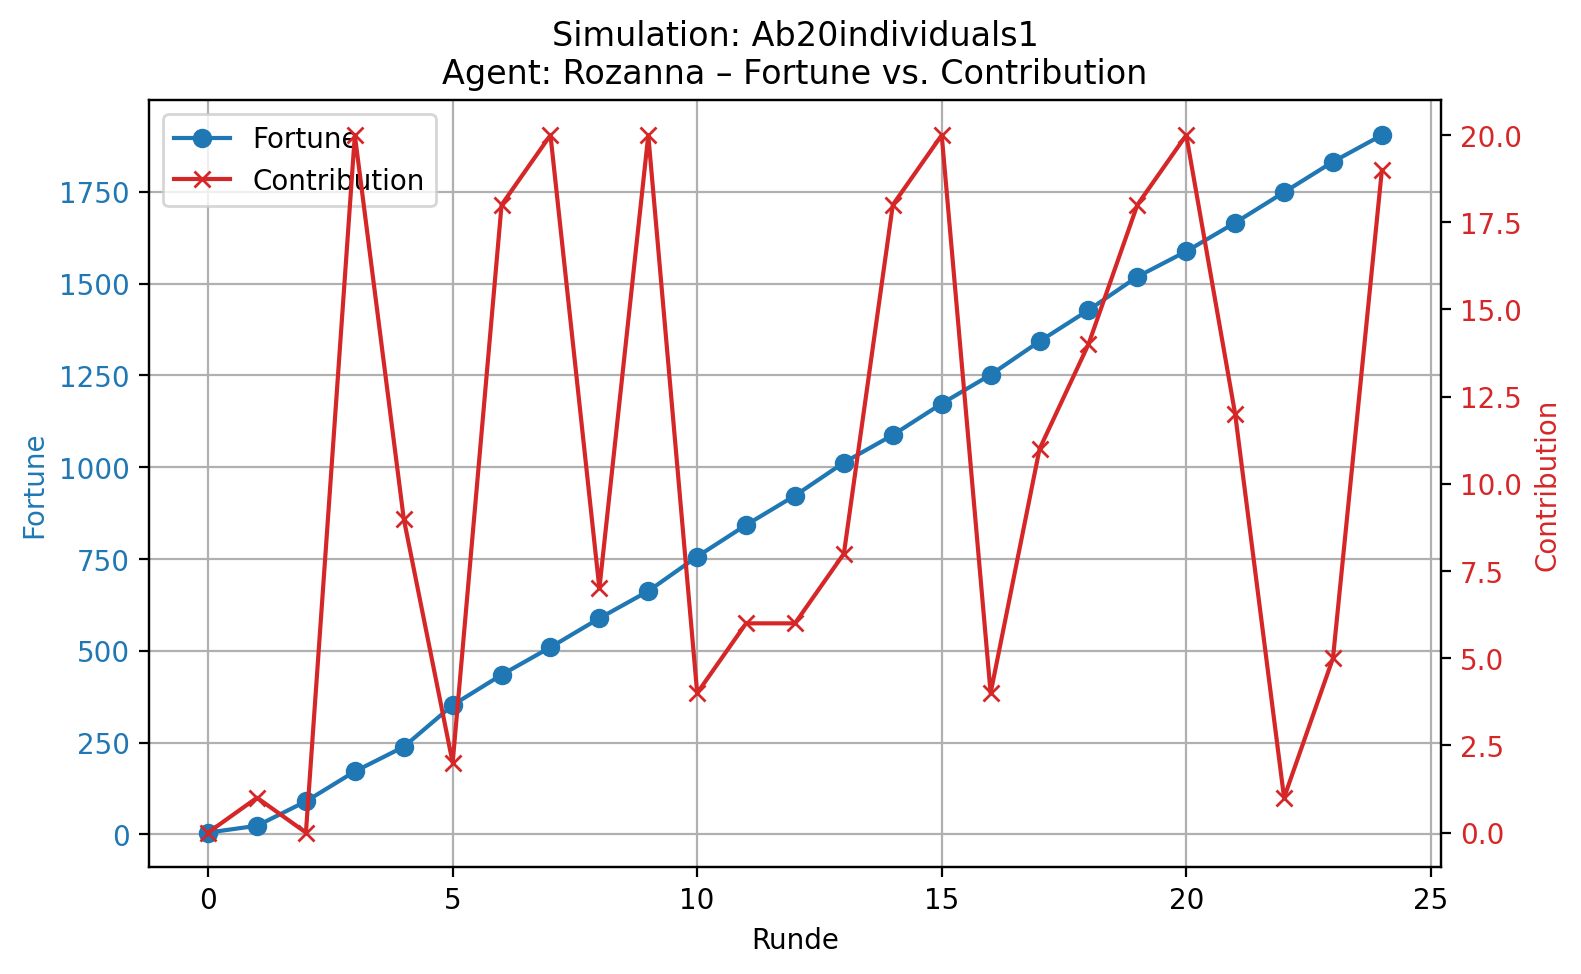 Simulation: Ab20individuals1
Agent: Rozanna – Fortune vs. Contribution
Fortune
Contribution
1750
1500
1250
1000
750
500
250
0
Fortune
20.0
17.5
15.0
12.5
10.0
7.5
5.0
2.5
0.0
Contribution
0 5 10 15 20 25
Runde